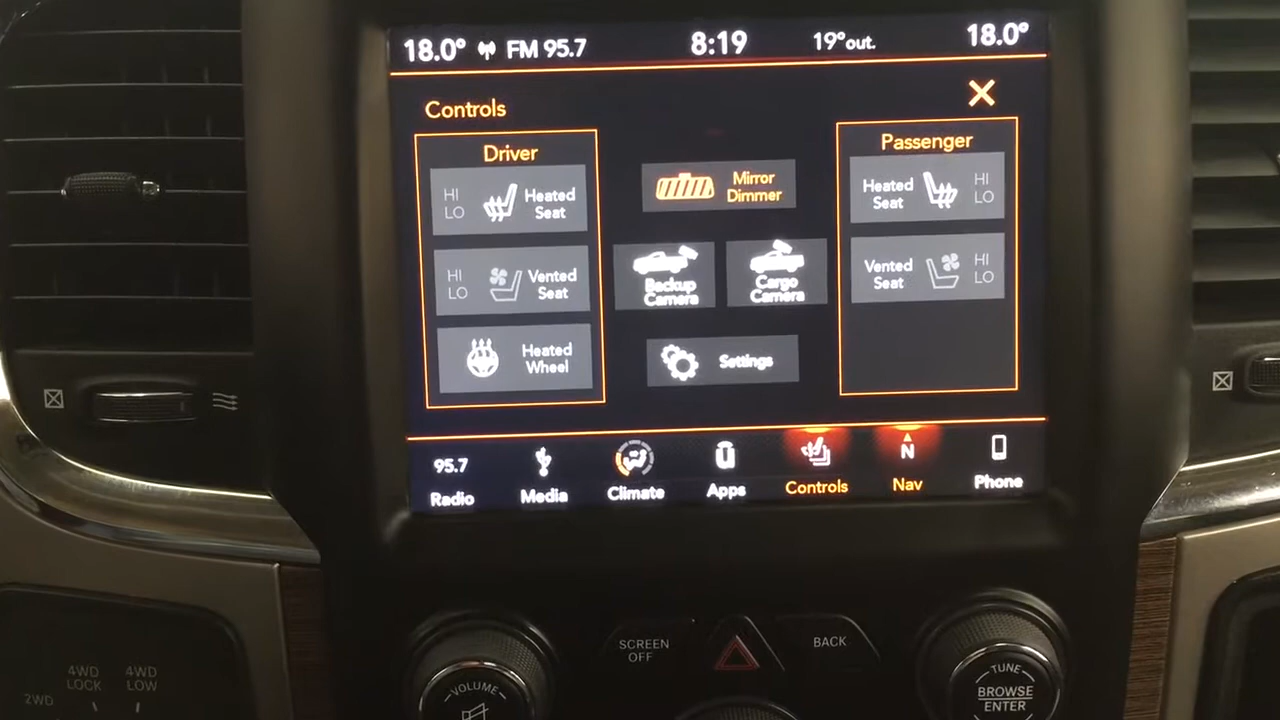 18.0° FM 95.7 8:19 19°out. 18.0°
Controls
Driver
HI
LO
Heated
Seat
HI
LO
Vented
Seat
Heated
Wheel
Mirror
Dimmer
Backup
Camera
Cargo
Camera
Settings
Passenger
Heated
Seat
HI
LO
Vented
Seat
HI
LO
95.7
N
Radio Media Climate Apps Controls Nav Phone
SCREEN
OFF
BACK
4WD
LOCK
4WD
LOW
2WD
VOLUME
TUNE
BROWSE
ENTER